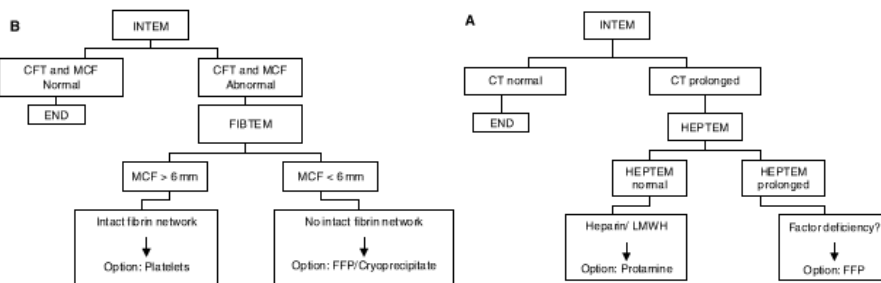 B
INTEM
CFT and MCF
Normal
CFT and MCF
Abnormal
END
FIBTEM
MCF > 6 mm
MCF < 6 mm
Intact fibrin network
Option: Platelets
No intact fibrin network
Option: FFP/Cryoprecipitate
A
INTEM
CT normal
CT prolonged
END
HEPTEM
HEPTEM
normal
HEPTEM
prolonged
Heparin/ LMWH
Option: Protamine
Factor deficiency?
Option: FFP